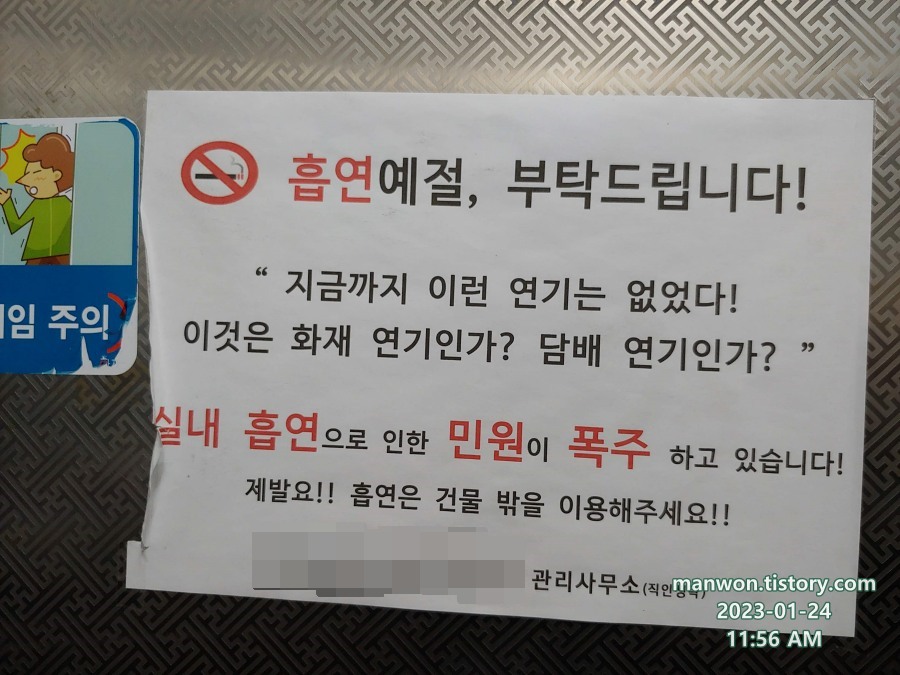 흡연예절, 부탁드립니다!
“ 지금까지 이런 연기는 없었다!
이것은 화재 연기인가? 담배 연기인가? ”
실내 흡연으로 인한 민원이 폭주 하고 있습니다!
제발요!! 흡연은 건물 밖을 이용해주세요!!
관리사무소(직인생략)
임 주의
manwon.tistory.com
2023-01-24
11:56 AM